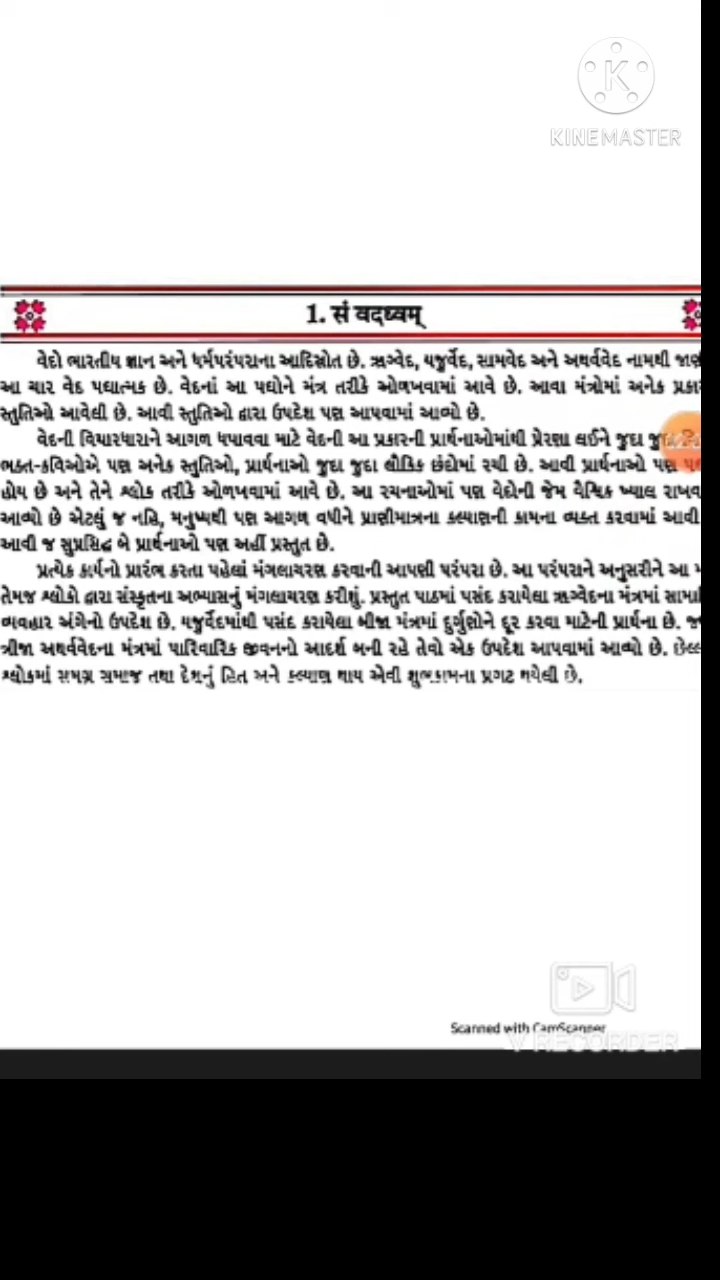 KINEMASTER
1. सं वदध्वम्
વેદો ભારતીય જ્ઞાન અને ધર્મપરંપરાના આદિસ્રોત છે. ઋગ્વેદ, યજુર્વેદ, સામવેદ અને અથર્વવેદ નામથી
આ ચાર વેદ પદ્યાત્મક છે. વેદનાં આ પદ્યોને મંત્ર તરીકે ઓળખવામાં આવે છે. આવા મંત્રોમાં અનેક
સ્તુતિઓ આવેલી છે. આવી સ્તુતિઓ દ્વારા ઉપદેશ પણ આપવામાં આવ્યો છે.
વેદની વિચારધારાને આગળ ધપાવવા માટે વેદની આ પ્રકારની પ્રાર્થનાઓમાંથી પ્રેરણા લઈને જુદા
ભક્ત-કવિઓએ પણ અનેક સ્તુતિઓ, પ્રાર્થનાઓ જુદા જુદા લૌકિક છંદોમાં રચી છે. આવી પ્રાર્થનાઓ પણ
હોય છે અને તેને શ્લોક તરીકે ઓળખવામાં આવે છે. આ રચનાઓમાં પણ વેદોની જેમ વૈશ્વિક ખ્યાલ
આવ્યો છે એટલું જ નહિ, મનુષ્યથી પણ આગળ વધીને પ્રાણીમાત્રના કલ્યાણની કામના વ્યક્ત કરવામાં આવી
આવી જ સુપ્રસિદ્ધ બે પ્રાર્થનાઓ પણ અહીં પ્રસ્તુત છે.
પ્રત્યેક કાર્યનો પ્રારંભ કરતા પહેલાં મંગલાચરણ કરવાની આપણી પરંપરા છે. આ પરંપરાને અનુસરીને આ
તેમજ શ્લોકો દ્વારા સંસ્કૃતના અભ્યાસનું મંગલાચરણ કરીશું. પ્રસ્તુત પાઠમાં પસંદ કરાયેલા ઋગ્વેદના મંત્રમાં
વ્યવહાર અંગેનો ઉપદેશ છે. યજુર્વેદમાંથી પસંદ કરાયેલા બીજા મંત્રમાં દુર્ગુણોને દૂર કરવા માટેની પ્રાર્થના છે.
ત્રીજા અથર્વવેદના મંત્રમાં પારિવારિક જીવનનો આદર્શ બની રહે તેવો એક ઉપદેશ આપવામાં આવ્યો છે.
શ્લોકમાં સમગ્ર સમાજ તથા દેશનું હિત અને કલ્યાણ થાય એવી શુભકામના પ્રગટ થયેલી છે.
Scanned with CamScanner
V RECORDER